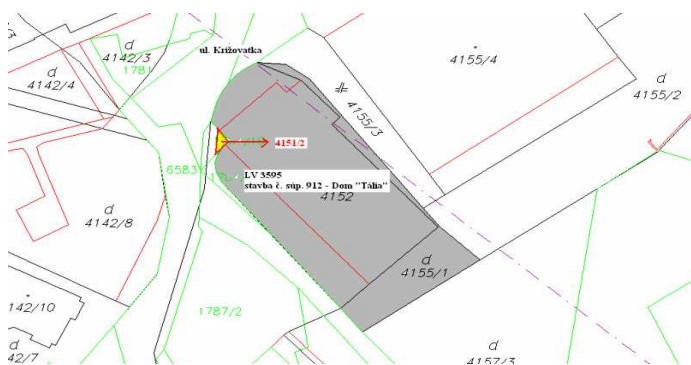 ul. Križovatka
d
4142/3
1781
d
4142/4
4155/4
d
4155/2
4155/3
4151/2
6583
LV 3595
stavba č. súp. 912 - Dom "Talia"
4152
d
4142/8
d
4155/1
1787/2
142/10
d
42/7
d
4157/3